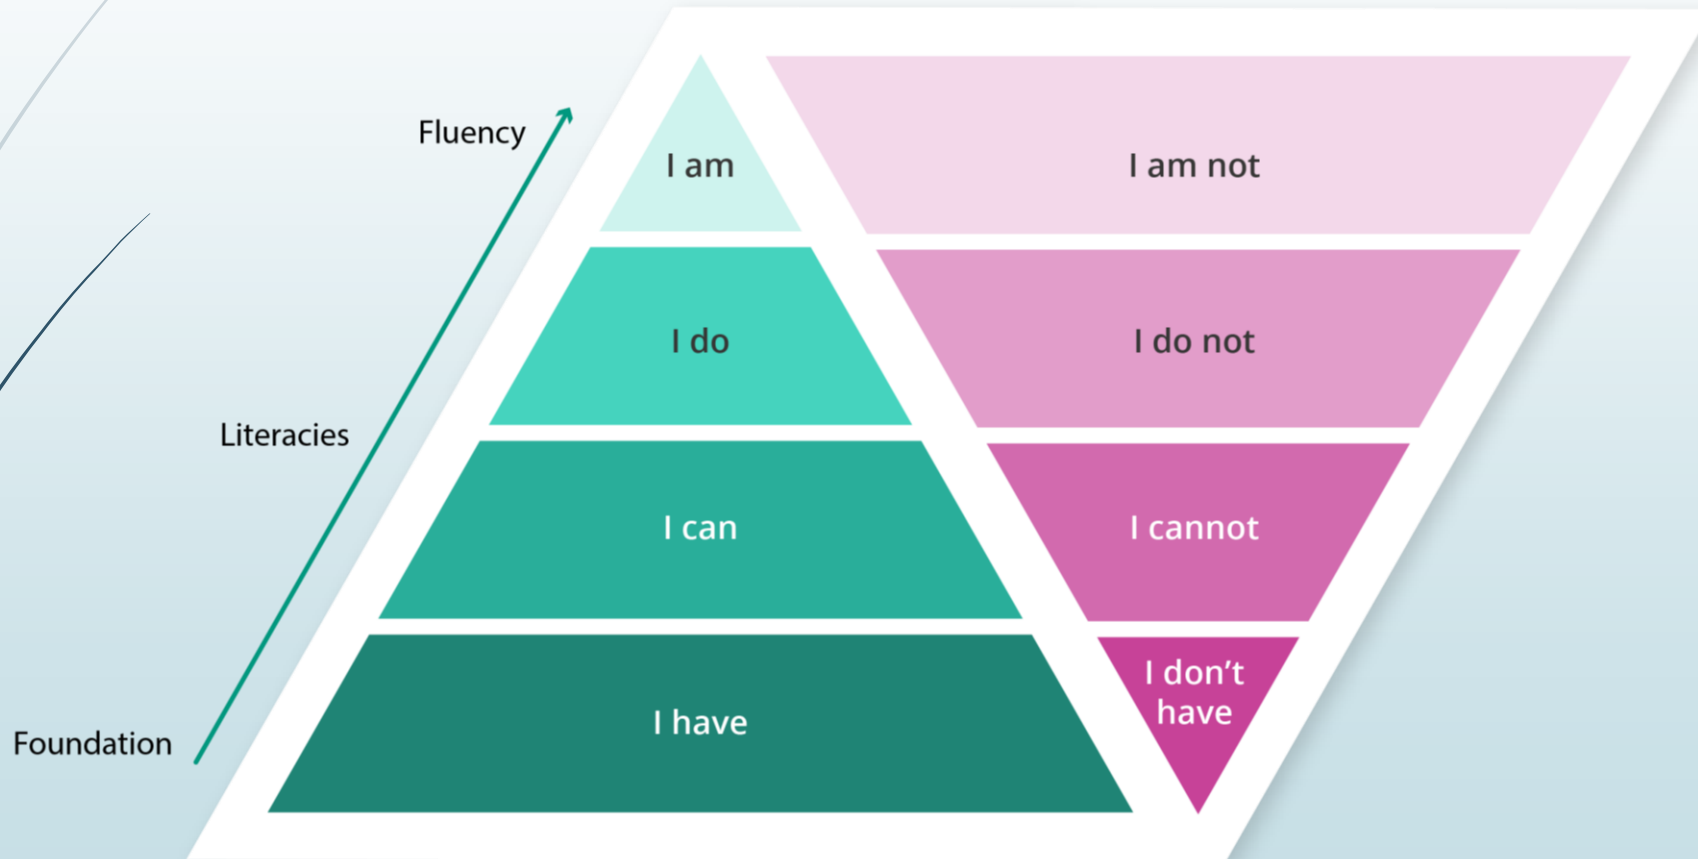 Fluency
I am
I am not
I do
I do not
Literacies
I can
I cannot
I don’t
have
I have
Foundation